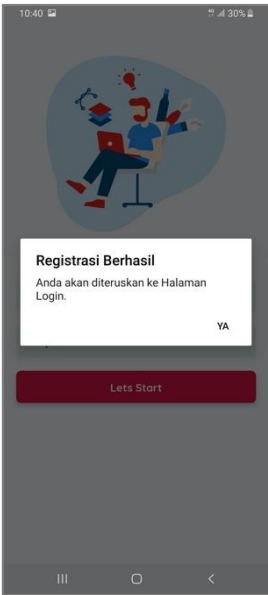 10:40
30%
Registrasi Berhasil
Anda akan diteruskan ke Halaman
Login.
YA
Lets Start